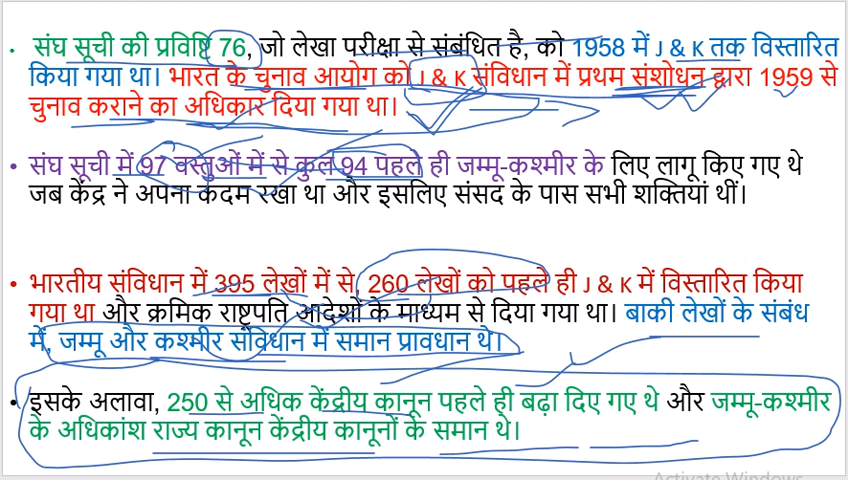 • संघ सूची की प्रविष्टि 76, जो लेखा परीक्षा से संबंधित है, को 1958 में J & K तक विस्तारित
किया गया था। भारत के चुनाव आयोग को J & K संविधान में प्रथम संशोधन द्वारा 1959 से
चुनाव कराने का अधिकार दिया गया था।
• संघ सूची में 97 वस्तुओं में से कुल 94 पहले ही जम्मू-कश्मीर के लिए लागू किए गए थे
जब केंद्र ने अपना कदम रखा था और इसलिए संसद के पास सभी शक्तियां थीं।
• भारतीय संविधान में 395 लेखों में से, 260 लेखों को पहले ही J & K में विस्तारित किया
गया था और क्रमिक राष्ट्रपति आदेशों के माध्यम से दिया गया था। बाकी लेखों के संबंध
में, जम्मू और कश्मीर संविधान में समान प्रावधान थे।
• इसके अलावा, 250 से अधिक केंद्रीय कानून पहले ही बढ़ा दिए गए थे और जम्मू-कश्मीर
के अधिकांश राज्य कानून केंद्रीय कानूनों के समान थे।
Activate Windows